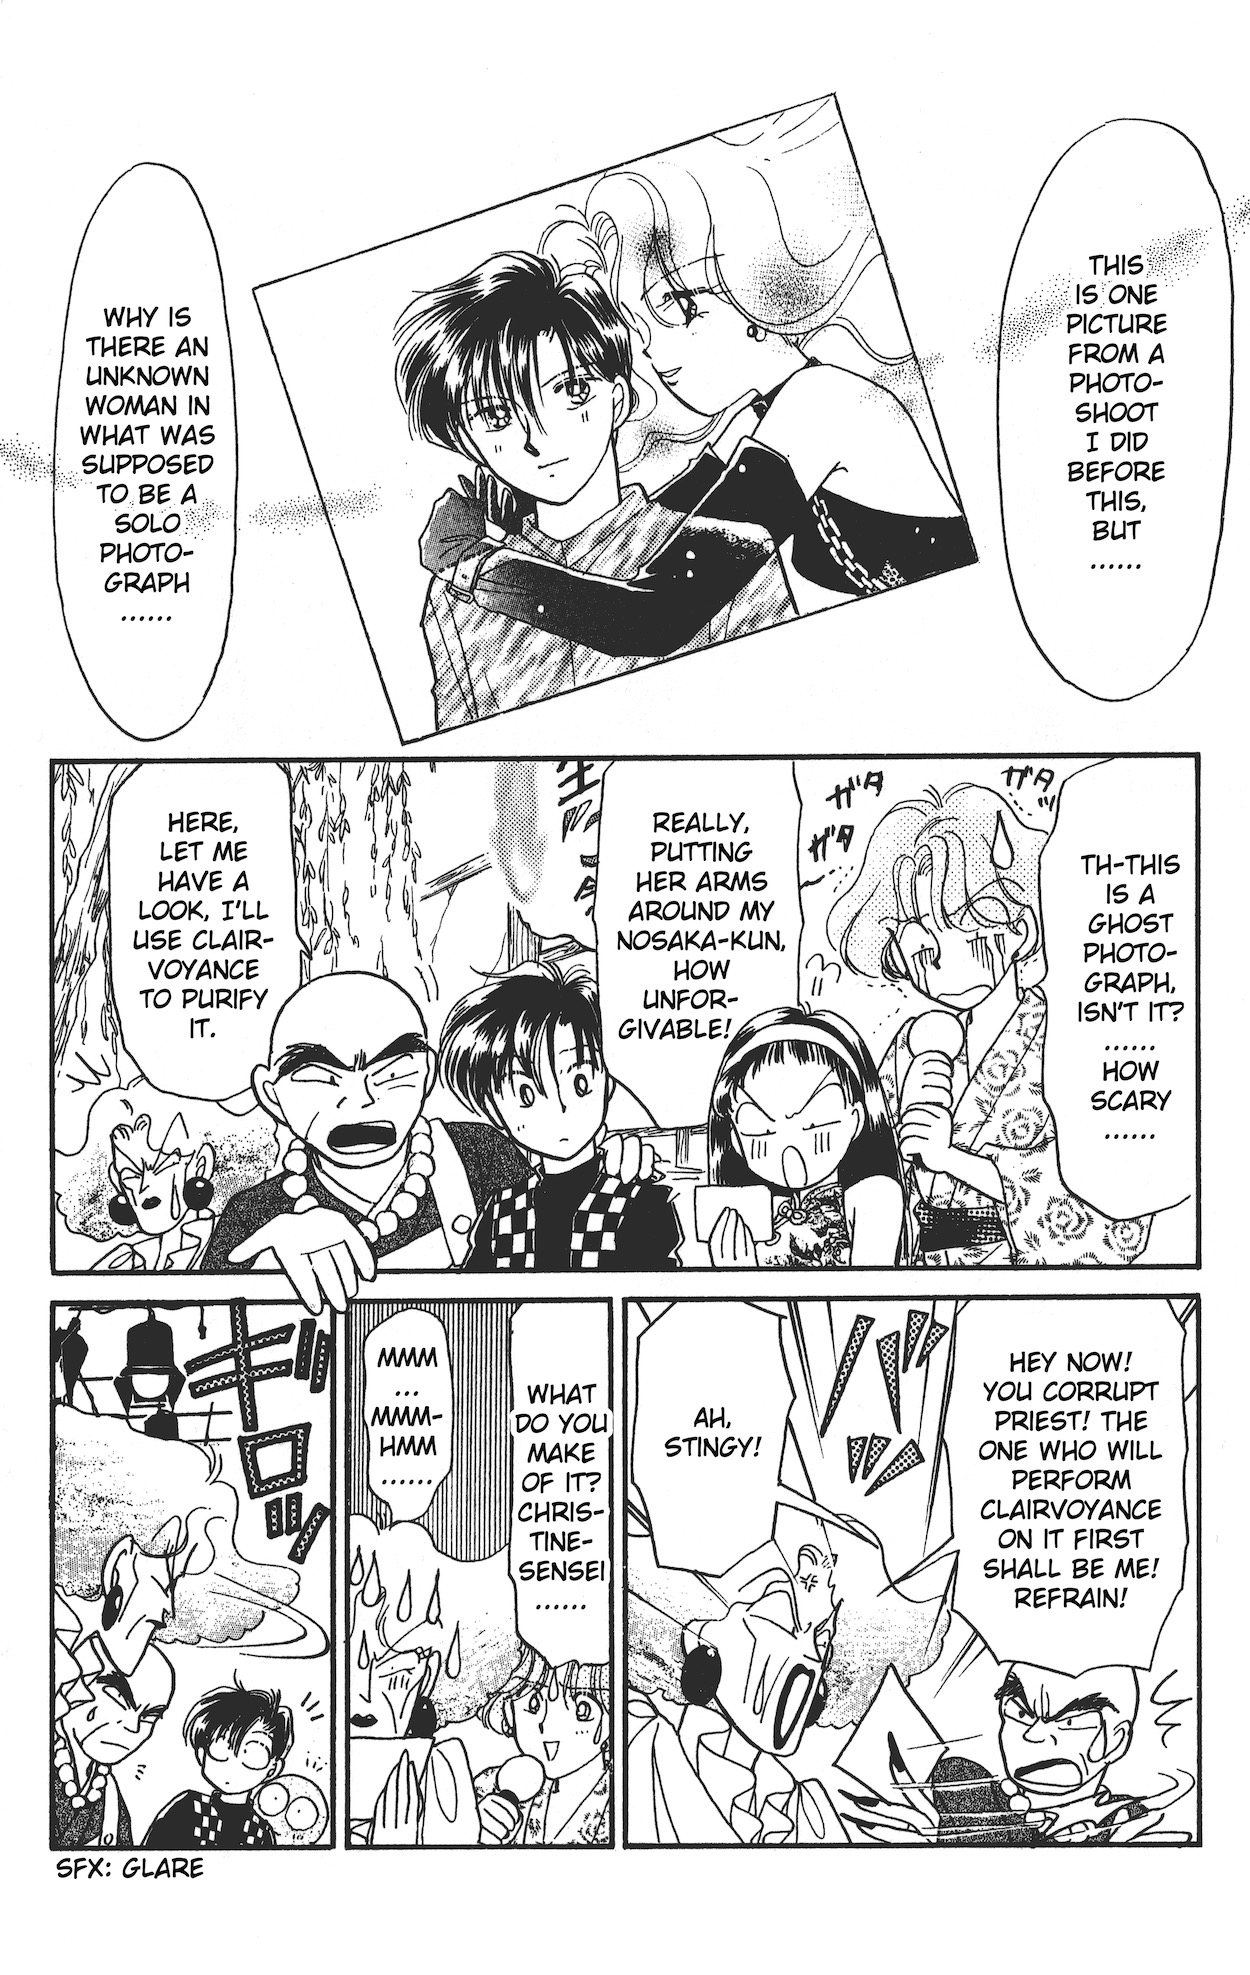 THIS
IS ONE
PICTURE
FROM A
PHOTO-
SHOOT
I DID
BEFORE
THIS,
BUT
......
WHY IS
THERE AN
UNKNOWN
WOMAN IN
WHAT WAS
SUPPOSED
TO BE A
SOLO
PHOTO-
GRAPH
......
ガタッ
ガタ
ガタ
TH-THIS
IS A
GHOST
PHOTO-
GRAPH,
ISN'T IT?
......
HOW
SCARY
......
REALLY,
PUTTING
HER ARMS
AROUND MY
NOSAKA-KUN,
HOW
UNFOR-
GIVABLE!
HERE,
LET ME
HAVE A
LOOK, I'LL
USE CLAIR-
VOYANCE
TO PURIFY
IT.
HEY NOW!
YOU CORRUPT
PRIEST! THE
ONE WHO WILL
PERFORM
CLAIRVOYANCE
ON IT FIRST
SHALL BE ME!
REFRAIN!
AH,
STINGY!
WHAT
DO YOU
MAKE
OF IT?
CHRIS-
TINE-
SENSEI
......
MMM
...
MMM-
HMM
......
ギロッ
SFX: GLARE